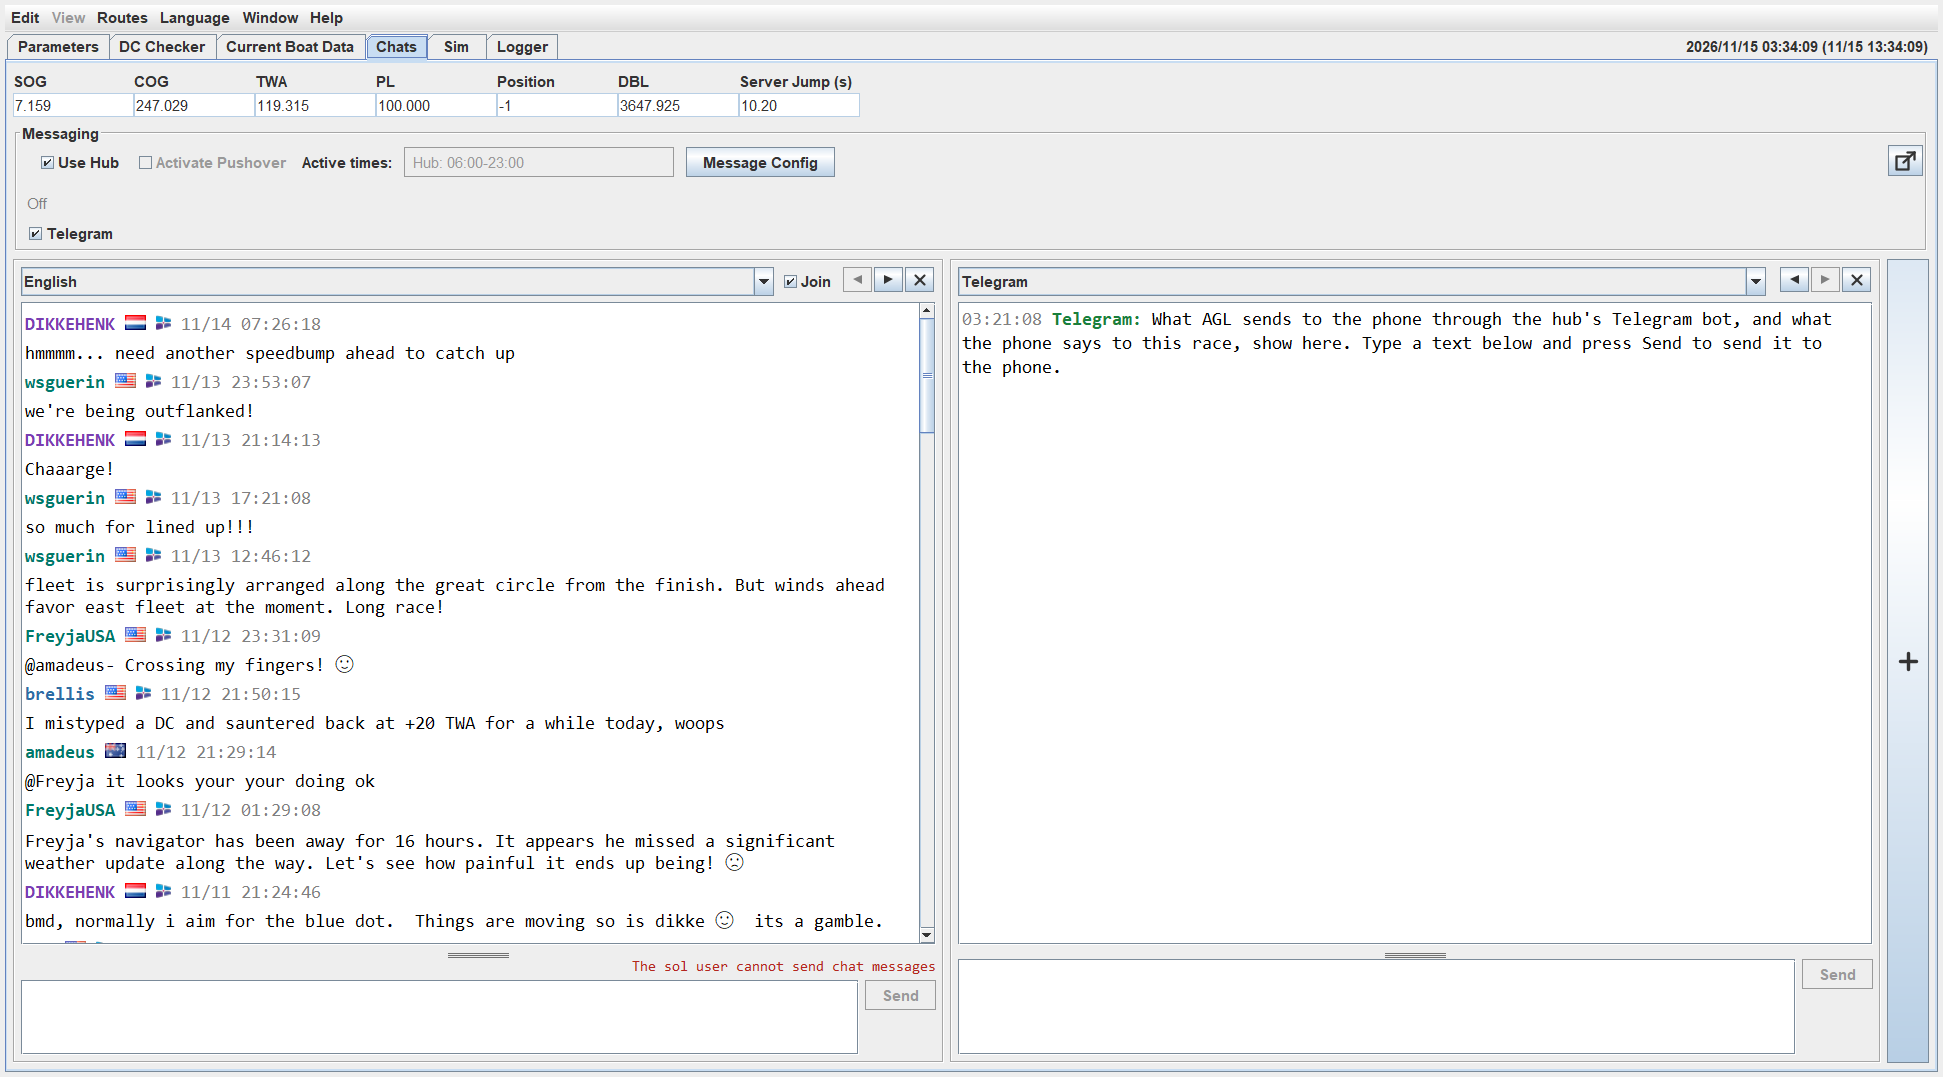 Edit View Routes Language Window Help
Parameters DC Checker Current Boat Data Chats Sim Logger 2026/11/15 03:34:09 (11/15 13:34:09)
SOG COG TWA PL Position DBL Server Jump (s)
7.159 247.029 119.315 100.000 -1 3647.925 10.20
Messaging
Use Hub Activate Pushover Active times: Hub: 06:00-23:00 Message Config
Off
Telegram
English Join
DIKKEHENK 11/14 07:26:18
hmmmm... need another speedbump ahead to catch up
wsguerin 11/13 23:53:07
we're being outflanked!
DIKKEHENK 11/13 21:14:13
Chaaarge!
wsguerin 11/13 17:21:08
so much for lined up!!!
wsguerin 11/13 12:46:12
fleet is surprisingly arranged along the great circle from the finish. But winds ahead
favor east fleet at the moment. Long race!
FreyjaUSA 11/12 23:31:09
@amadeus- Crossing my fingers! 🙂
brellis 11/12 21:50:15
I mistyped a DC and sauntered back at +20 TWA for a while today, woops
amadeus 11/12 21:29:14
@Freyja it looks your your doing ok
FreyjaUSA 11/12 01:29:08
Freyja's navigator has been away for 16 hours. It appears he missed a significant
weather update along the way. Let's see how painful it ends up being! 🙁
DIKKEHENK 11/11 21:24:46
bmd, normally i aim for the blue dot.  Things are moving so is dikke 🙂  its a gamble.
The sol user cannot send chat messages
Send
Telegram
03:21:08 Telegram: What AGL sends to the phone through the hub's Telegram bot, and what
the phone says to this race, show here. Type a text below and press Send to send it to
the phone.
Send
+